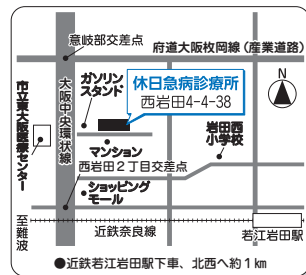 意岐部交差点
府道大阪枚岡線(産業道路)
N
休日急病診療所
西岩田4-4-38
ガソリン
スタンド
大阪中央環状線
市立東大阪
医療センター
マンション
岩田西
小学校
西岩田2丁目交差点
ショッピング
モール
至難波
近鉄奈良線
若江岩田駅
●近鉄若江岩田駅下車、北西へ約1km